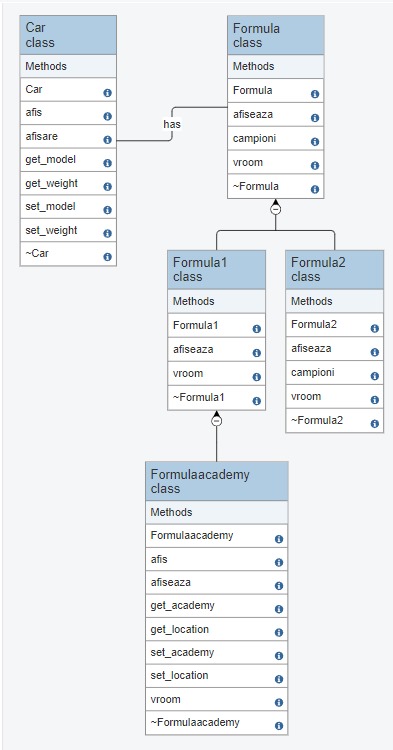 Car
class
Methods
Car
afis
afisare
get_model
get_weight
set_model
set_weight
~Car
has
Formula
class
Methods
Formula
afiseaza
campioni
vroom
~Formula
Formula1
class
Methods
Formula1
afiseaza
vroom
~Formula1
Formula2
class
Methods
Formula2
afiseaza
campioni
vroom
~Formula2
Formulaacademy
class
Methods
Formulaacademy
afis
afiseaza
get_academy
get_location
set_academy
set_location
vroom
~Formulaacademy